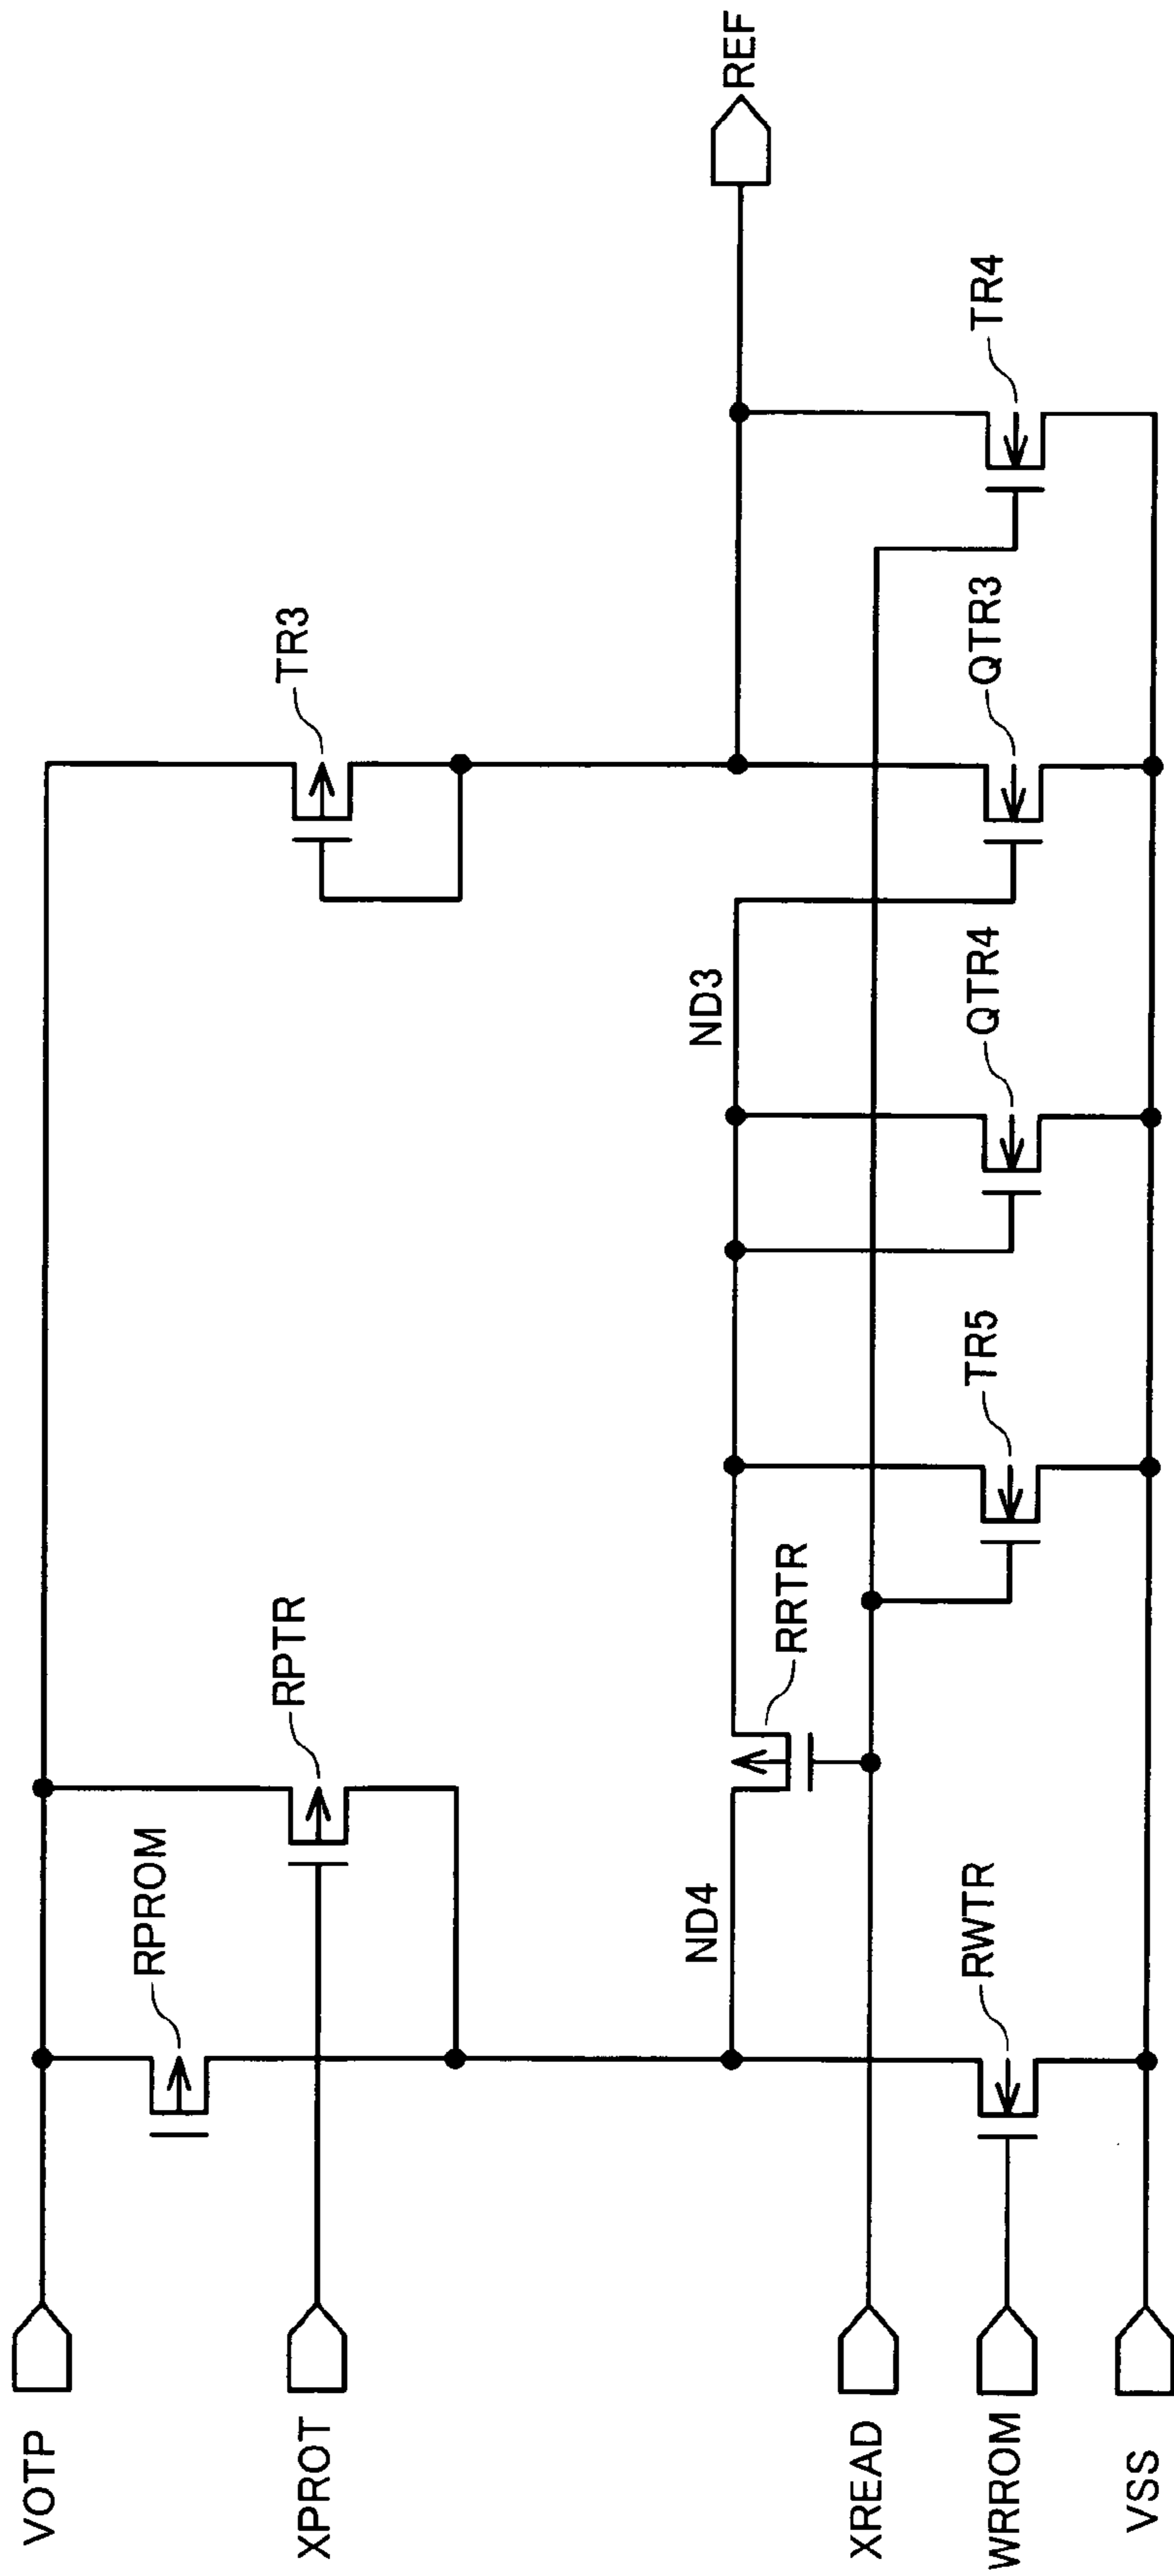 VOTP
XPROT
XREAD
WRROM
VSS
RPROM
RPTR
ND4
RRTR
RWTR
TR5
ND3
QTR4
TR3
QTR3
TR4
REF